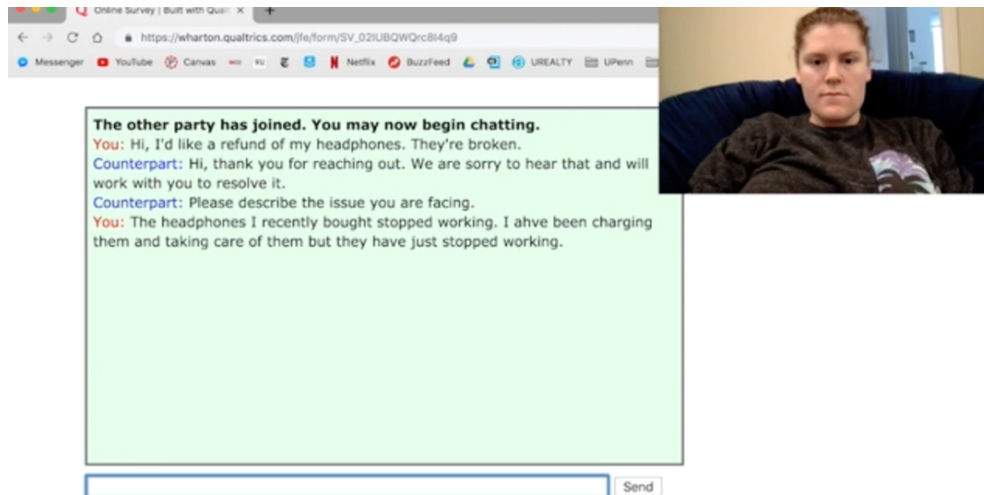 Online Survey | Built with Qual
https://wharton.qualtrics.com/jfe/form/SV_02IUBQWQrc8I4q9
Messenger YouTube Canvas Netflix BuzzFeed UREALTY UPenn
The other party has joined. You may now begin chatting.
You: Hi, I'd like a refund of my headphones. They're broken.
Counterpart: Hi, thank you for reaching out. We are sorry to hear that and will
work with you to resolve it.
Counterpart: Please describe the issue you are facing.
You: The headphones I recently bought stopped working. I ahve been charging
them and taking care of them but they have just stopped working.
Send